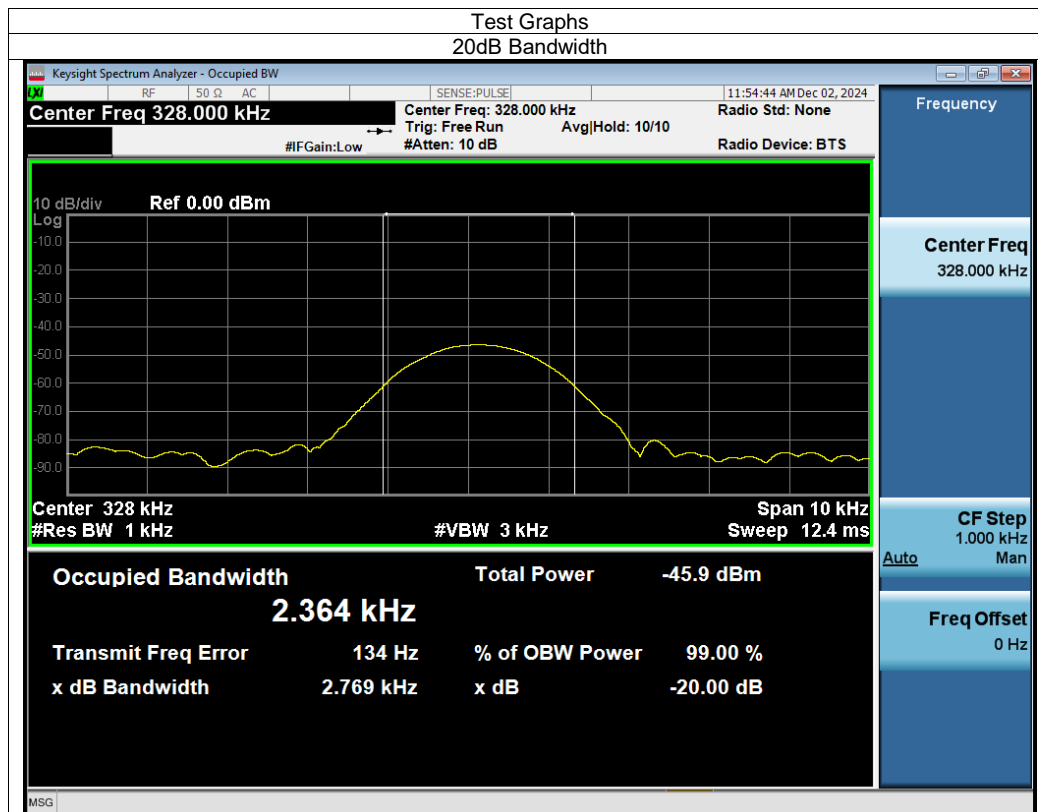 Test Graphs
20dB Bandwidth
Keysight Spectrum Analyzer - Occupied BW
LXI RF 50 Ω AC SENSE:PULSE 11:54:44 AM Dec 02, 2024
Center Freq 328.000 kHz
#IFGain:Low
Center Freq: 328.000 kHz
Trig: Free Run Avg|Hold: 10/10
#Atten: 10 dB
Radio Std: None
Radio Device: BTS
10 dB/div Ref 0.00 dBm
Log
-10.0
-20.0
-30.0
-40.0
-50.0
-60.0
-70.0
-80.0
-90.0
Center 328 kHz Span 10 kHz
#Res BW 1 kHz #VBW 3 kHz Sweep 12.4 ms
Occupied Bandwidth Total Power -45.9 dBm
2.364 kHz
Transmit Freq Error 134 Hz % of OBW Power 99.00 %
x dB Bandwidth 2.769 kHz x dB -20.00 dB
MSG
Frequency
Center Freq
328.000 kHz
CF Step
1.000 kHz
Auto Man
Freq Offset
0 Hz